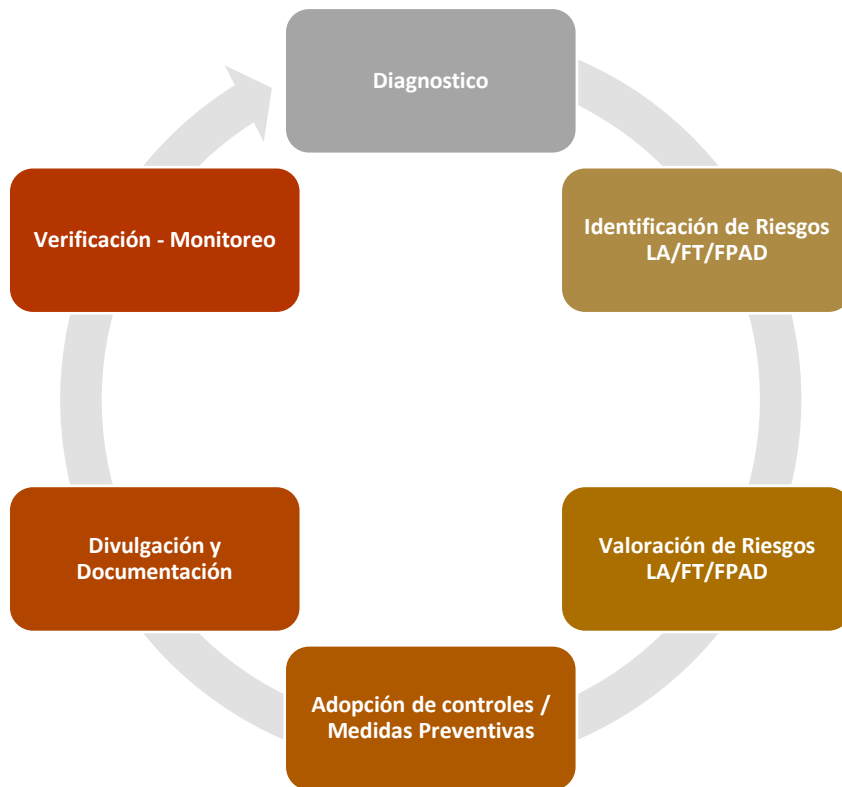 Diagnostico
Identificación de Riesgos
LA/FT/FPAD
Valoración de Riesgos
LA/FT/FPAD
Adopción de controles /
Medidas Preventivas
Divulgación y
Documentación
Verificación - Monitoreo